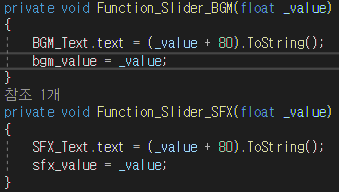 private void Function_Slider_BGM(float _value)
{
BGM_Text.text = (_value + 80).ToString();
bgm_value = _value;
}
참조 1개
private void Function_Slider_SFX(float _value)
{
SFX_Text.text = (_value + 80).ToString();
sfx_value = _value;
}